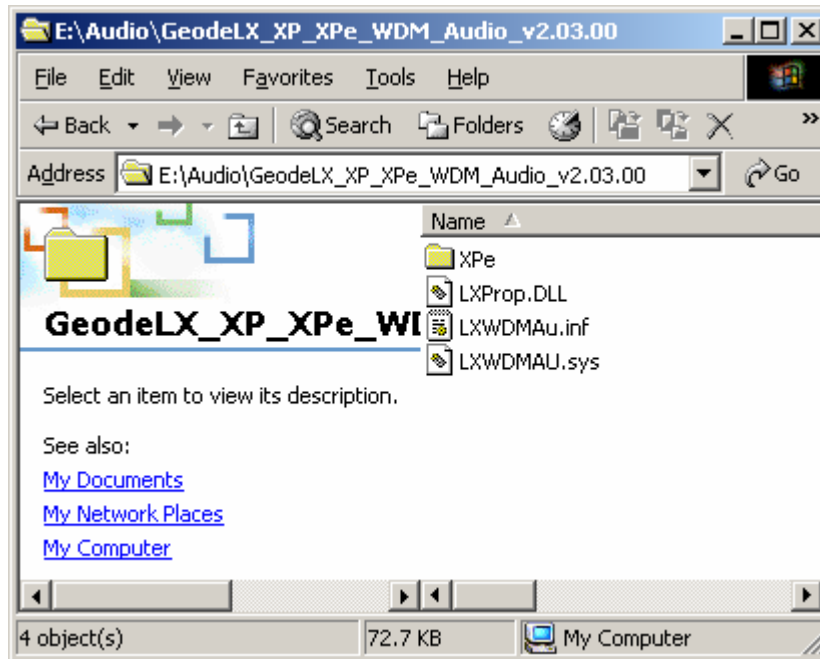 E:\Audio\GeodeLX_XP_XPe_WDM_Audio_v2.03.00
File Edit View Favorites Tools Help
Back Search Folders »
Address E:\Audio\GeodeLX_XP_XPe_WDM_Audio_v2.03.00 Go
Name
XPe
LXProp.DLL
LXWDMAu.inf
LXWDMAU.sys
GeodeLX_XP_XPe_WI
Select an item to view its description.
See also:
My Documents
My Network Places
My Computer
4 object(s) 72.7 KB My Computer